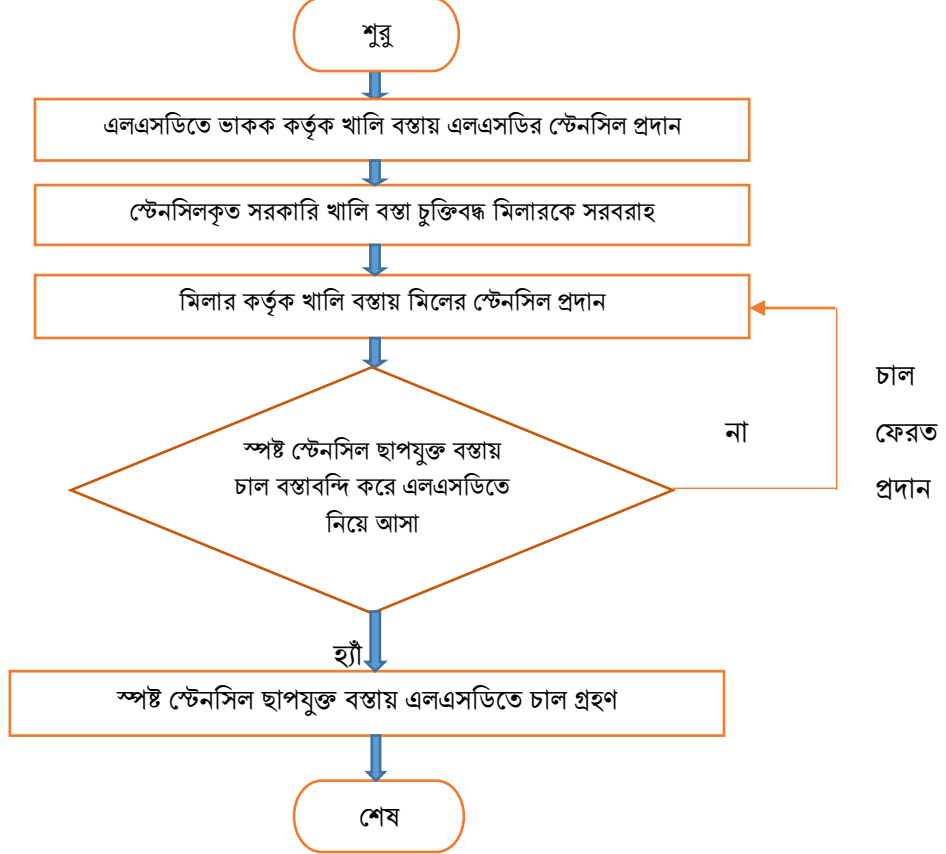 শুরু
এলএসডিতে ভাকক কর্তৃক খালি বস্তায় এলএসডির স্টেনসিল প্রদান
স্টেনসিলকৃত সরকারি খালি বস্তা চুক্তিবদ্ধ মিলারকে সরবরাহ
মিলার কর্তৃক খালি বস্তায় মিলের স্টেনসিল প্রদান
স্পষ্ট স্টেনসিল ছাপযুক্ত বস্তায়
চাল বস্তাবন্দি করে এলএসডিতে
নিয়ে আসা
না
চাল
ফেরত
প্রদান
হ্যাঁ
স্পষ্ট স্টেনসিল ছাপযুক্ত বস্তায় এলএসডিতে চাল গ্রহণ
শেষ